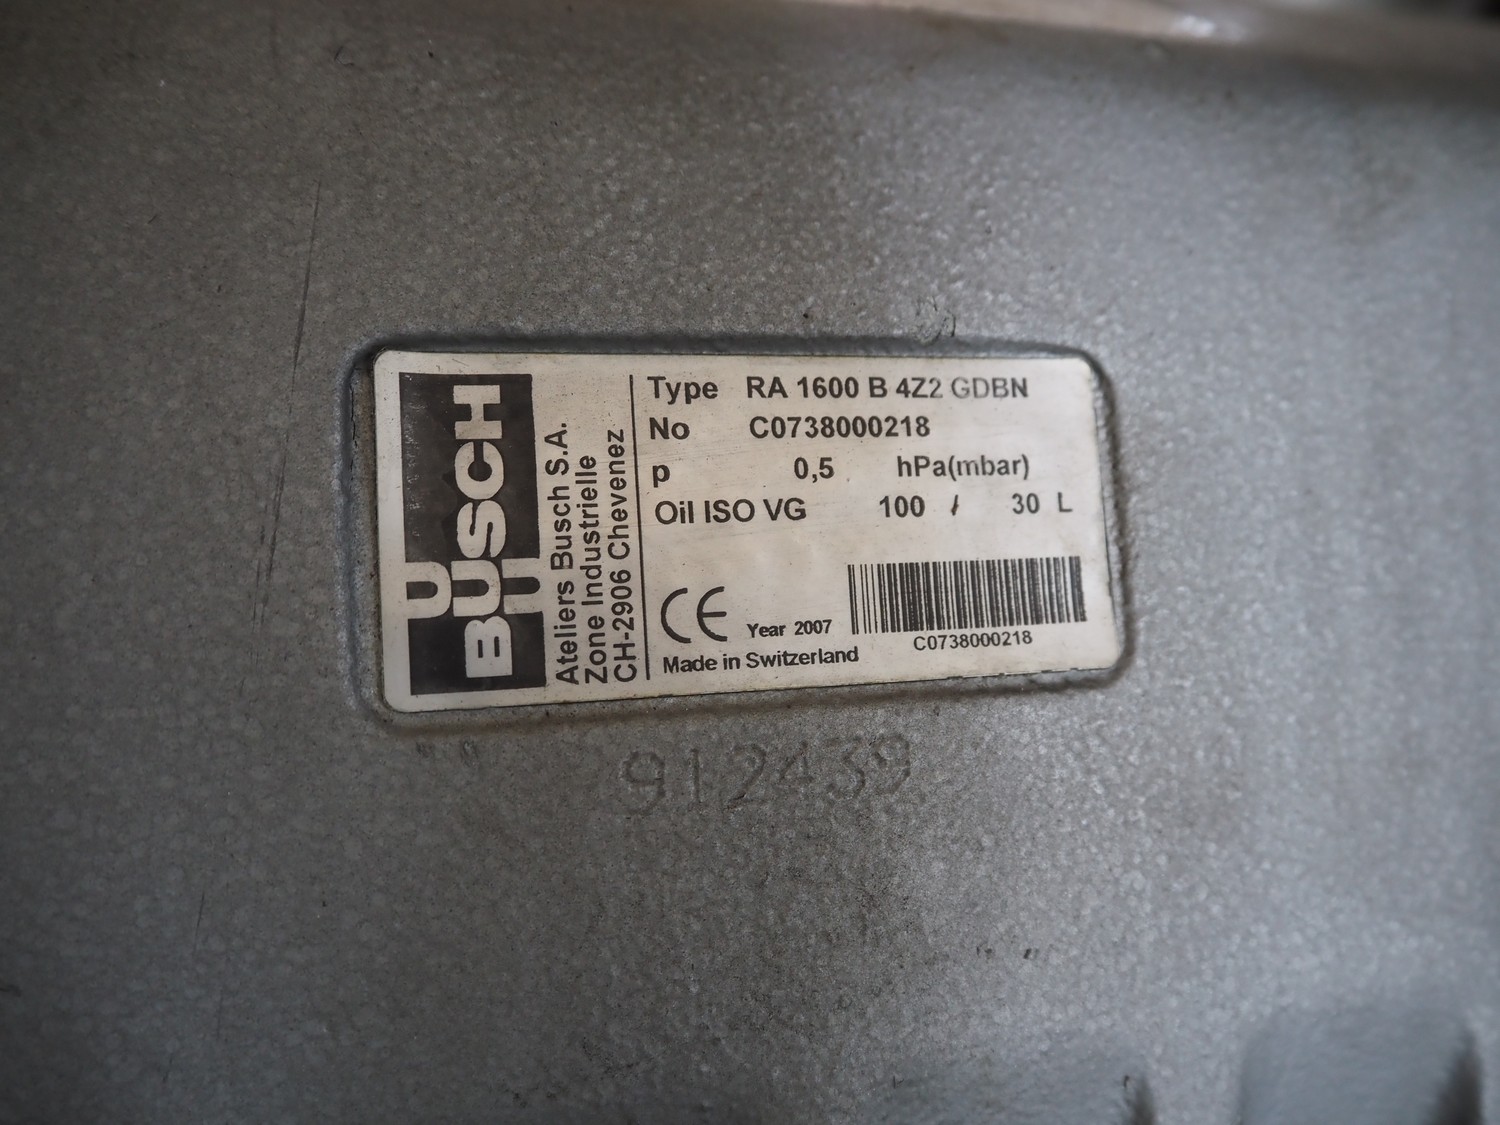 BUSCH
Ateliers Busch S.A.
Zone Industrielle
CH-2906 Chevenez
Type RA 1600 B 4Z2 GDBN
No C0738000218
p 0,5 hPa(mbar)
Oil ISO VG 100 / 30 L
CE Year 2007
C0738000218
Made in Switzerland
912439